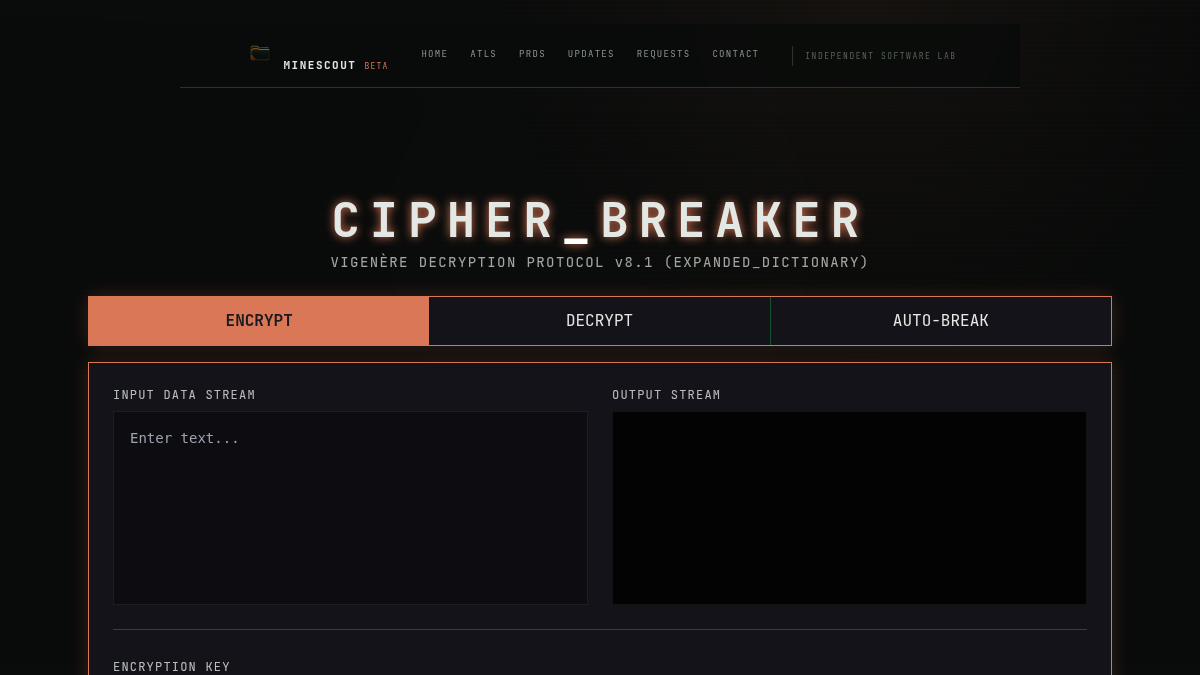 MINESCOUT BETA
HOME ATLS PRDS UPDATES REQUESTS CONTACT
INDEPENDENT SOFTWARE LAB
CIPHER_BREAKER
VIGENÈRE DECRYPTION PROTOCOL v8.1 (EXPANDED_DICTIONARY)
ENCRYPT DECRYPT AUTO-BREAK
INPUT DATA STREAM
Enter text...
OUTPUT STREAM
ENCRYPTION KEY